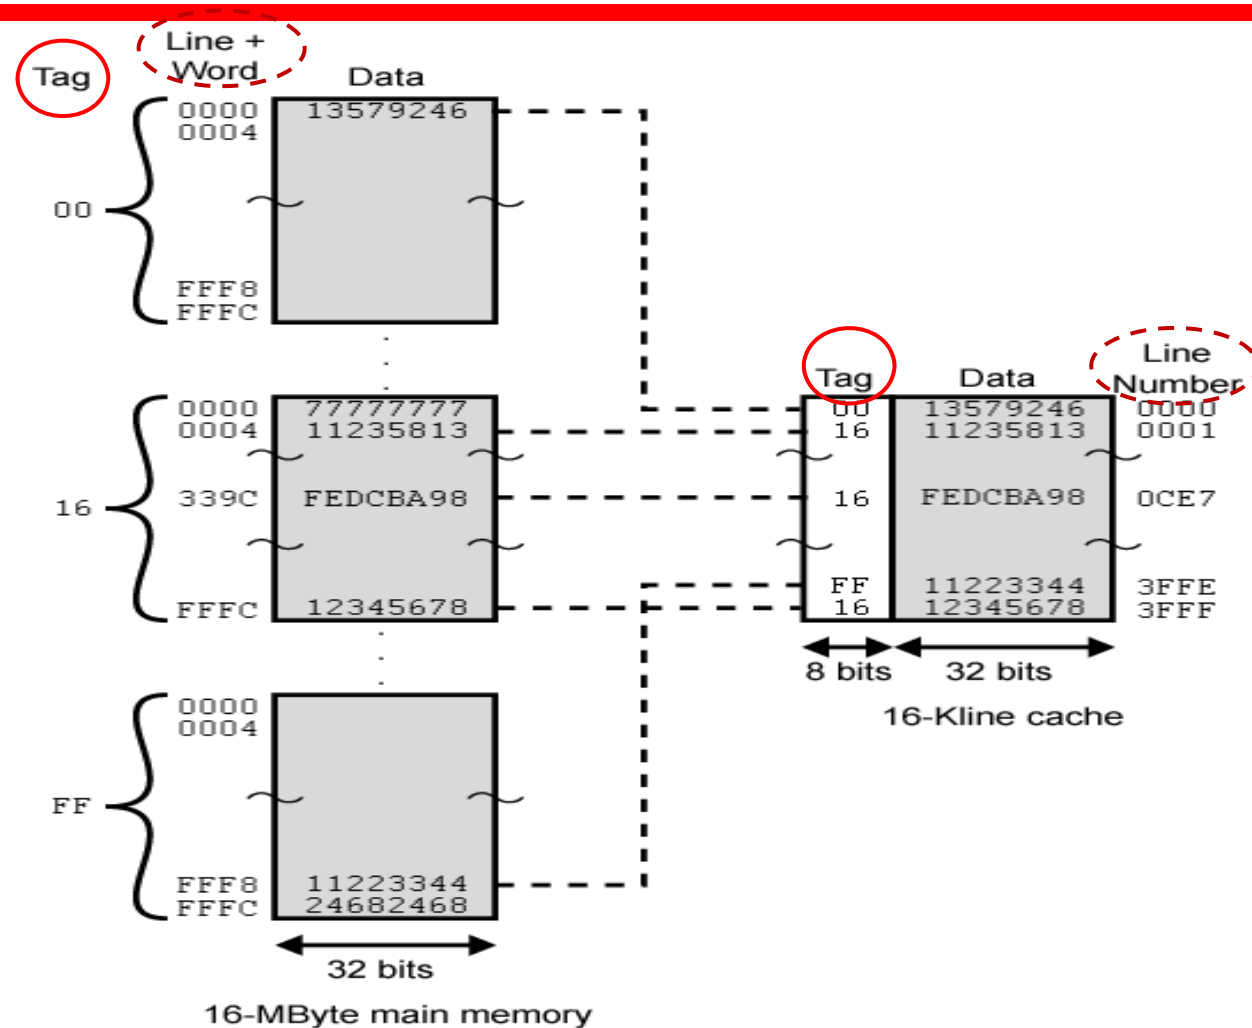 Tag
Line +
Word
Data
0000
0004
13579246
00
FFF8
FFFC
0000
0004
77777777
11235813
16
339C
FEDCBA98
FFFC
12345678
0000
0004
FF
FFF8
FFFC
11223344
24682468
32 bits
16-MByte main memory
Tag
Data
Line
Number
00 13579246 0000
16 11235813 0001
16 FEDCBA98 0CE7
FF 11223344 3FFE
16 12345678 3FFF
8 bits
32 bits
16-Kline cache